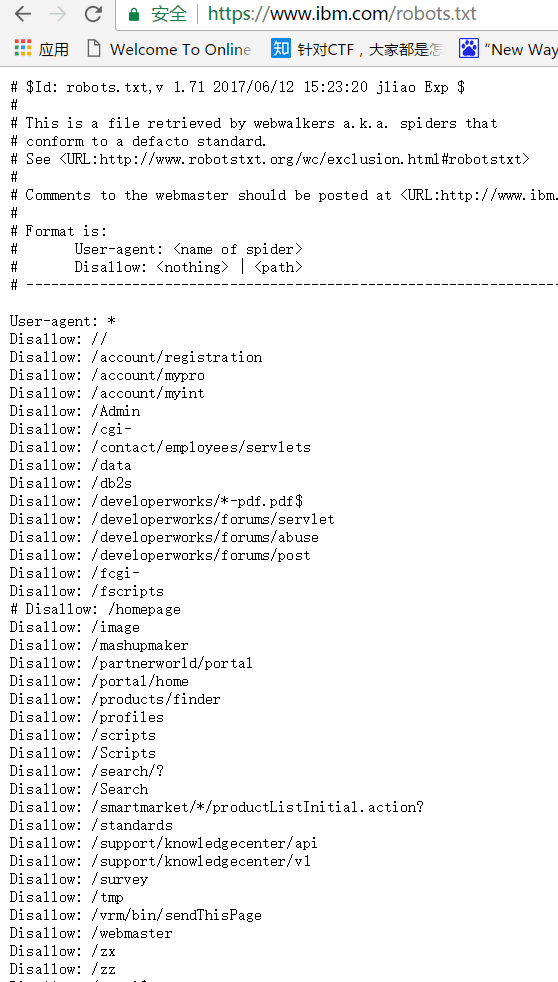 安全 https://www.ibm.com/robots.txt
应用 Welcome To Online 知 针对CTF，大家都是怎 "New Way
# $Id: robots.txt,v 1.71 2017/06/12 15:23:20 jliao Exp $
#
# This is a file retrieved by webwalkers a.k.a. spiders that
# conform to a defacto standard.
# See <URL:http://www.robotstxt.org/wc/exclusion.html#robotstxt>
#
# Comments to the webmaster should be posted at <URL:http://www.ibm.
#
# Format is:
#       User-agent: <name of spider>
#       Disallow: <nothing> | <path>
# ------------------------------------------------------------------
User-agent: *
Disallow: //
Disallow: /account/registration
Disallow: /account/mypro
Disallow: /account/myint
Disallow: /Admin
Disallow: /cgi-
Disallow: /contact/employees/servlets
Disallow: /data
Disallow: /db2s
Disallow: /developerworks/*-pdf.pdf$
Disallow: /developerworks/forums/servlet
Disallow: /developerworks/forums/abuse
Disallow: /developerworks/forums/post
Disallow: /fcgi-
Disallow: /fscripts
# Disallow: /homepage
Disallow: /image
Disallow: /mashupmaker
Disallow: /partnerworld/portal
Disallow: /portal/home
Disallow: /products/finder
Disallow: /profiles
Disallow: /scripts
Disallow: /Scripts
Disallow: /search/?
Disallow: /Search
Disallow: /smartmarket/*/productListInitial.action?
Disallow: /standards
Disallow: /support/knowledgecenter/api
Disallow: /support/knowledgecenter/v1
Disallow: /survey
Disallow: /tmp
Disallow: /vrm/bin/sendThisPage
Disallow: /webmaster
Disallow: /zx
Disallow: /zz